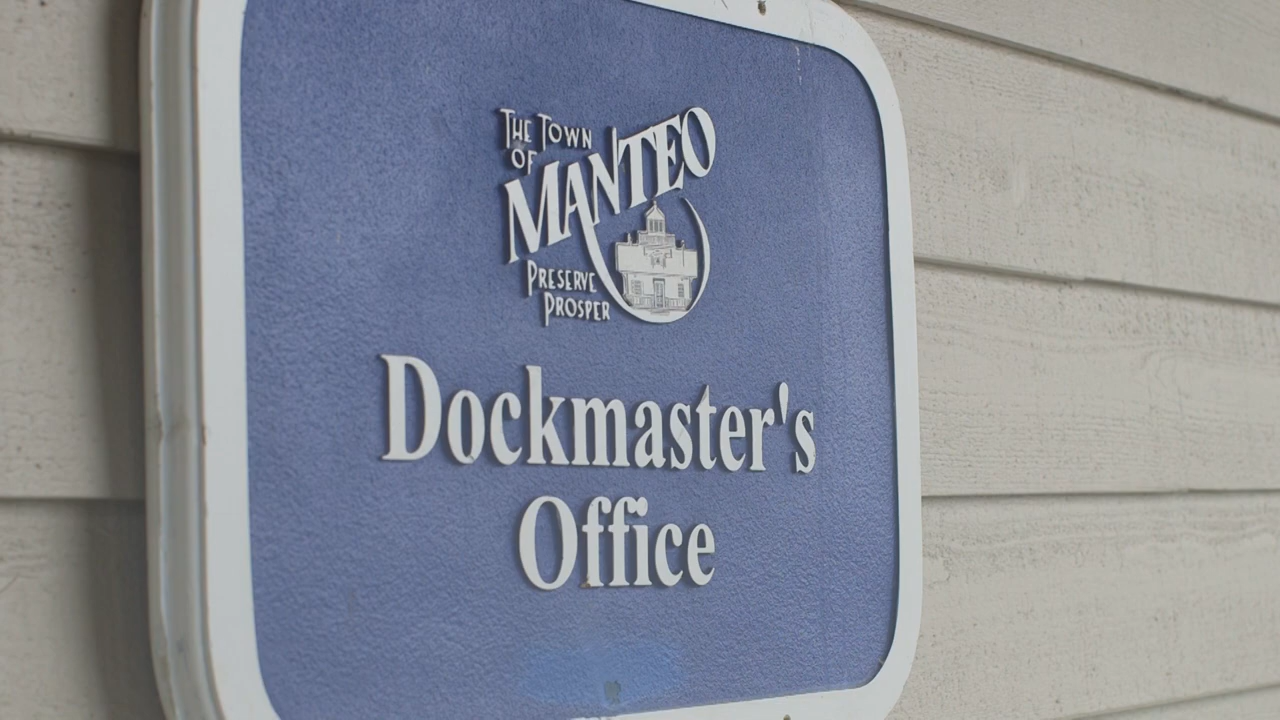 The Town
of
Manteo
Preserve
Prosper
Dockmaster's
Office